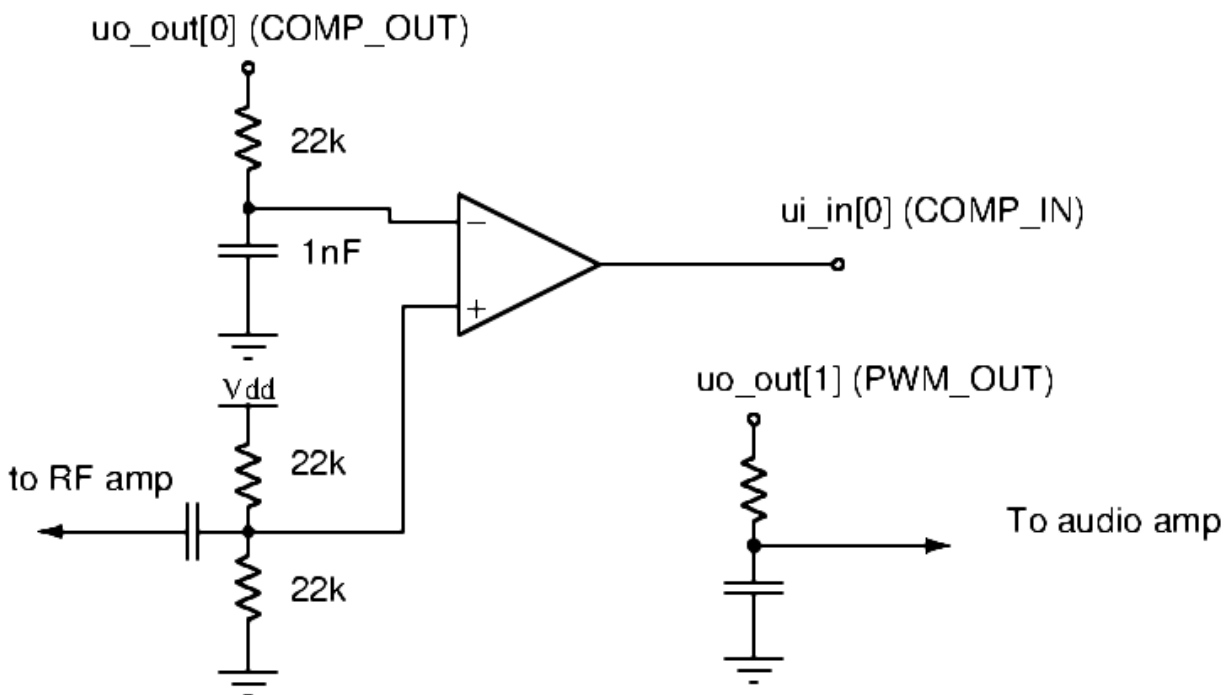 uo_out[0] (COMP_OUT)
22k
−
ui_in[0] (COMP_IN)
1nF
+
Vdd
uo_out[1] (PWM_OUT)
22k
to RF amp
To audio amp
22k